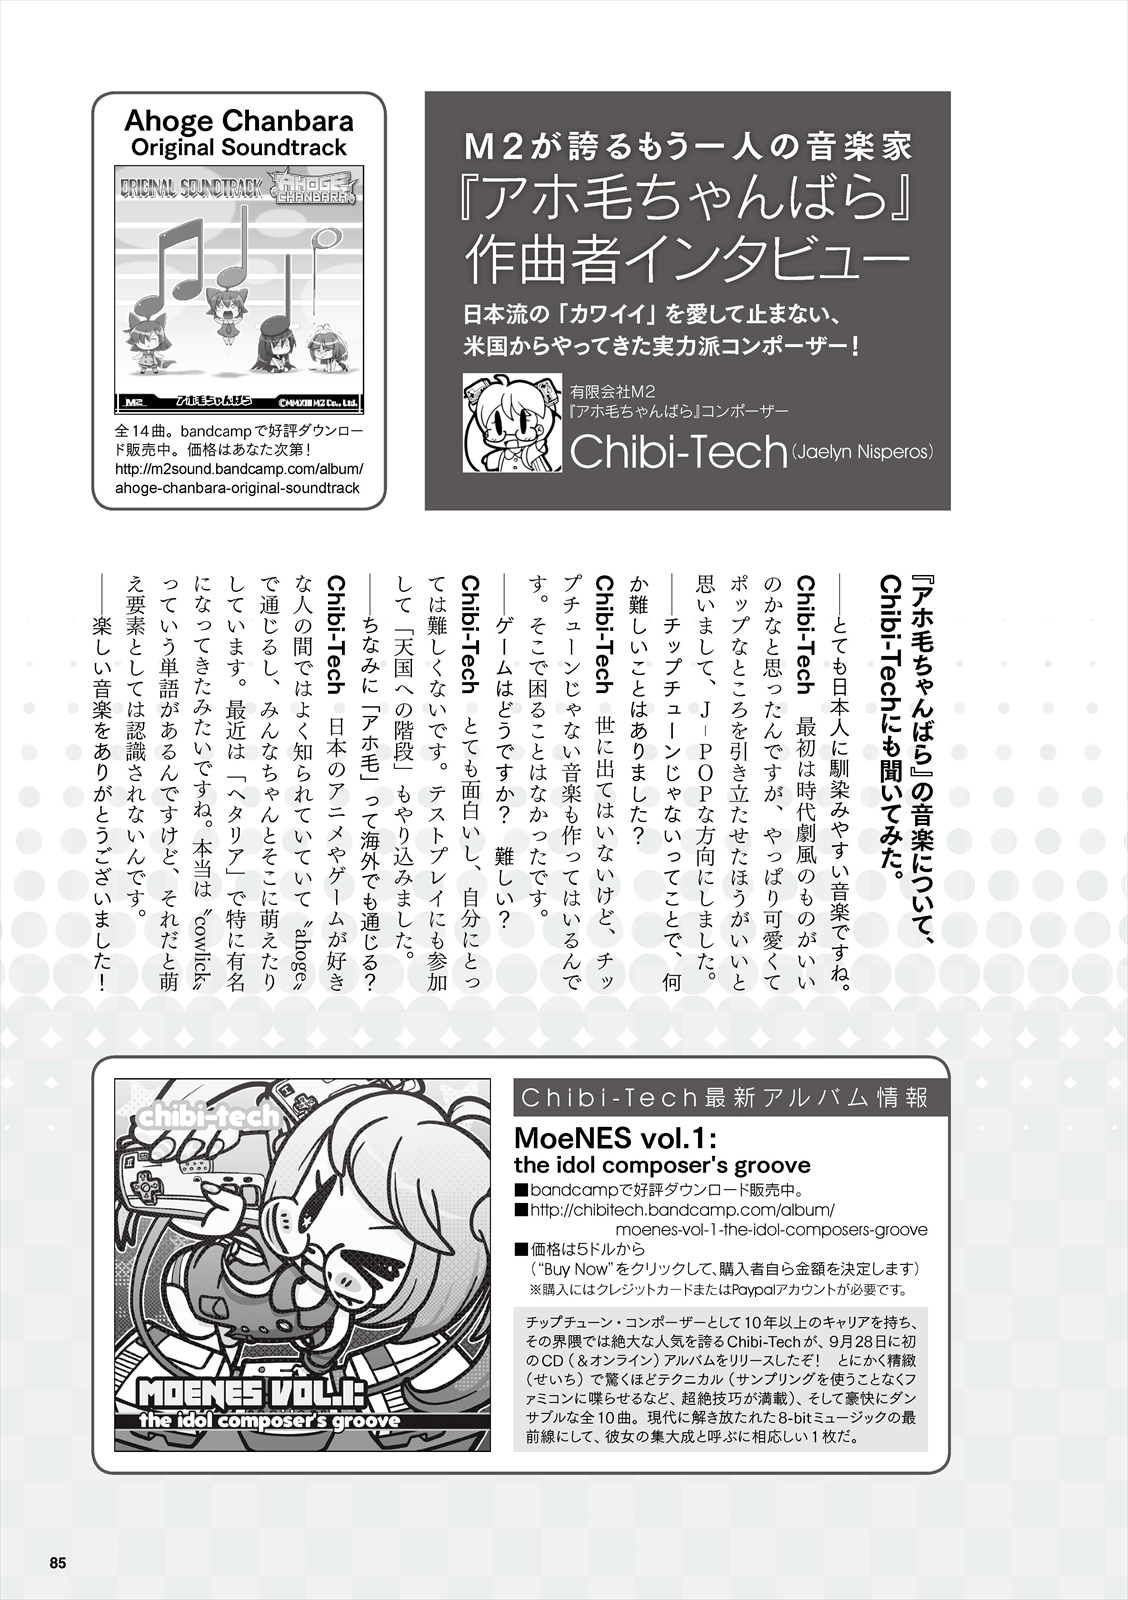 Ahoge Chanbara
Original Soundtrack
ORIGINAL SOUNDTRACK
AHOGE
CHANBARA
M2
アホ毛ちゃんばら
©MMXIII M2 Co., Ltd.
全14曲。bandcampで好評ダウンロー
ド販売中。価格はあなた次第！
http://m2sound.bandcamp.com/album/
ahoge-chanbara-original-soundtrack
M2が誇るもう一人の音楽家
『アホ毛ちゃんばら』
作曲者インタビュー
日本流の「カワイイ」を愛して止まない、
米国からやってきた実力派コンポーザー！
有限会社M2
『アホ毛ちゃんばら』コンポーザー
Chibi-Tech（Jaelyn Nisperos）
『アホ毛ちゃんばら』の音楽について、
Chibi-Techにも聞いてみた。
――とても日本人に馴染みやすい音楽ですね。
Chibi-Tech　最初は時代劇風のものがいい
のかなと思ったんですが、やっぱり可愛くて
ポップなところを引き立たせたほうがいいと
思いまして、J－POPな方向にしました。
――チップチューンじゃないってことで、何
か難しいことはありました？
Chibi-Tech　世に出てはいないけど、チッ
プチューンじゃない音楽も作ってはいるんで
す。そこで困ることはなかったです。
――ゲームはどうですか？　難しい？
Chibi-Tech　とても面白いし、自分にとっ
ては難しくないです。テストプレイにも参加
して「天国への階段」もやり込みました。
――ちなみに「アホ毛」って海外でも通じる？
Chibi-Tech　日本のアニメやゲームが好き
な人の間ではよく知られていていて〝ahoge〟
で通じるし、みんなちゃんとそこに萌えたり
しています。最近は「ヘタリア」で特に有名
になってきたみたいですね。本当は〝cowlick〟
っていう単語があるんですけど、それだと萌
え要素としては認識されないんです。
――楽しい音楽をありがとうございました！
chibi-tech
MOENES VOL.1:
the idol composer's groove
Chibi-Tech最新アルバム情報
MoeNES vol.1:
the idol composer's groove
■bandcampで好評ダウンロード販売中。
■http://chibitech.bandcamp.com/album/
moenes-vol-1-the-idol-composers-groove
■価格は5ドルから
（“Buy Now”をクリックして、購入者自ら金額を決定します）
※購入にはクレジットカードまたはPaypalアカウントが必要です。
チップチューン・コンポーザーとして10年以上のキャリアを持ち、
その界隈では絶大な人気を誇るChibi-Techが、9月28日に初
のCD（＆オンライン）アルバムをリリースしたぞ！　とにかく精緻
（せいち）で驚くほどテクニカル（サンプリングを使うことなくフ
ァミコンに喋らせるなど、超絶技巧が満載）、そして豪快にダン
サブルな全10曲。現代に解き放たれた8-bitミュージックの最
前線にして、彼女の集大成と呼ぶに相応しい1枚だ。
85